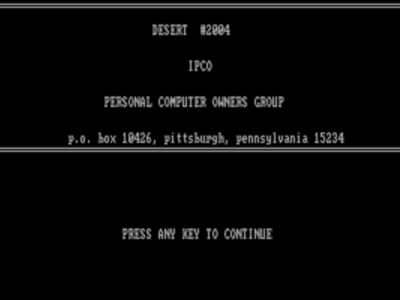 DESERT  #2004
IPCO
PERSONAL COMPUTER OWNERS GROUP
p.o. box 10426, pittsburgh, pennsylvania 15234
PRESS ANY KEY TO CONTINUE